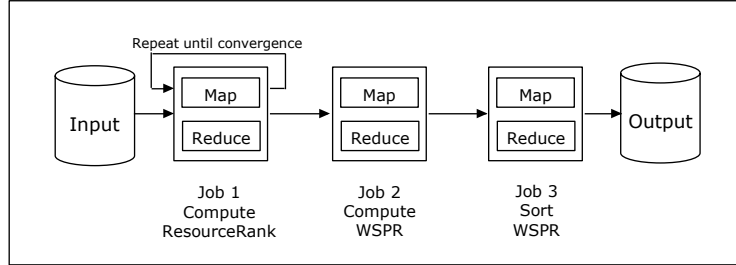 Repeat until convergence
Input
Map
Reduce
Map
Reduce
Map
Reduce
Output
Job 1
Compute
ResourceRank
Job 2
Compute
WSPR
Job 3
Sort
WSPR